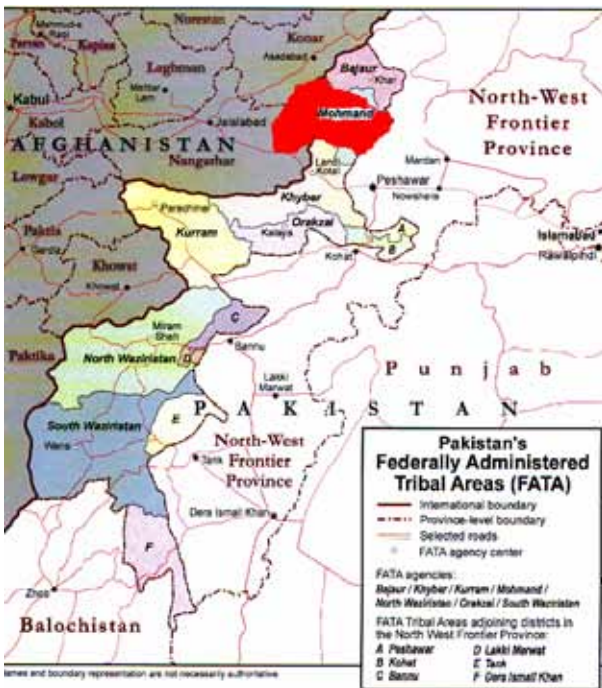 Norestan
Mahmud-e
Raqi
Parvan
Kapisa
Konar
Asadabad
Laghman
Mehtar
Lam
Bajaur
Khar
Kabul
Kabol
Mohmand
North-West
Frontier
Province
Jalalabad
AFGHANISTAN
Nangarhar
Landi
Kotal
Mardan
Peshawar
Nowshera
Lowgar
Khyber
Parachinar
Orakzai
Kurram
Kalaya
A
B
Islamabad
Rawalpindi
Paktia
Gardez
Kohat
Khowst
Khowst
C
Miram
Shah
Bannu
North Waziristan
D
Paktika
Punjab
Lakki
Marwat
PAKISTAN
E
South Waziristan
Wana
North-West
Frontier
Province
Tank
Dera Ismail Khan
F
Zhob
Balochistan
Pakistan's
Federally Administered
Tribal Areas (FATA)
International boundary
Province-level boundary
Selected roads
FATA agency center
FATA agencies:
Bajaur / Khyber / Kurram / Mohmand /
North Waziristan / Orakzai / South Waziristan
FATA Tribal Areas adjoining districts in
the North West Frontier Province:
A Peshawar D Lakki Marwat
B Kohat E Tank
C Bannu F Dera Ismail Khan
ames and boundary representation are not necessarily authoritative